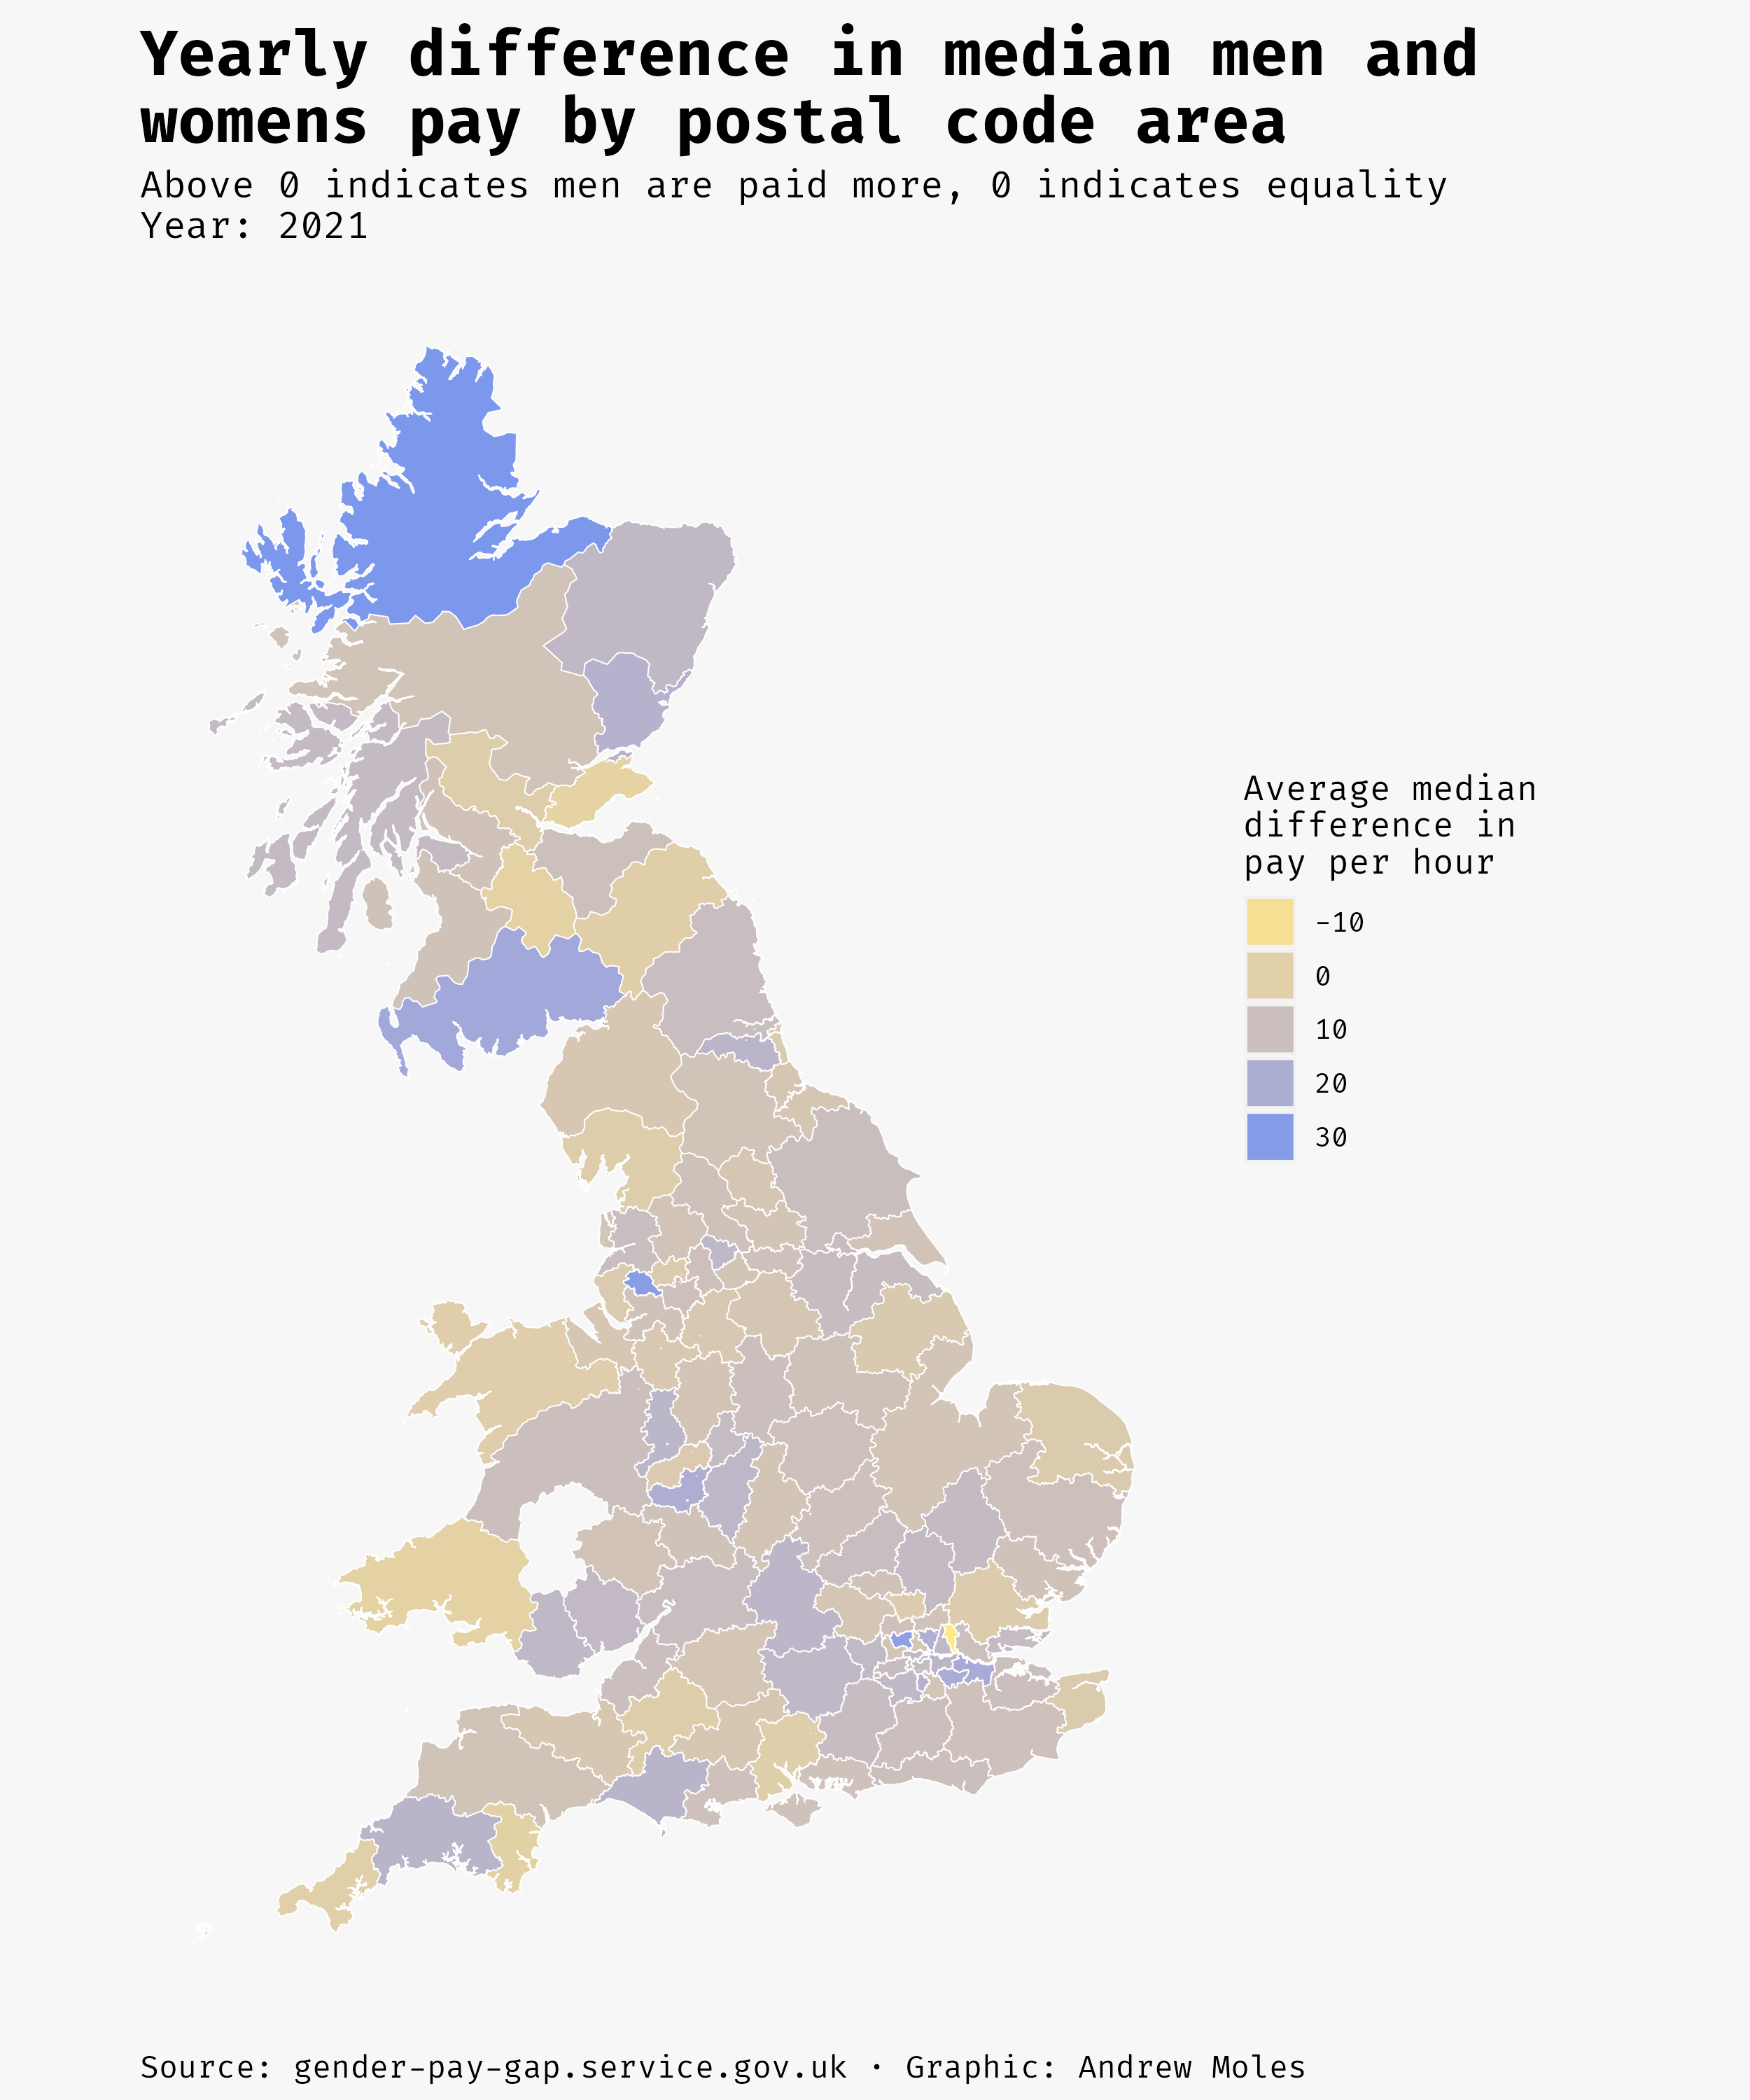 Yearly difference in median men and
womens pay by postal code area
Above 0 indicates men are paid more, 0 indicates equality
Year: 2021
Average median
difference in
pay per hour
-10
0
10
20
30
Source: gender-pay-gap.service.gov.uk · Graphic: Andrew Moles